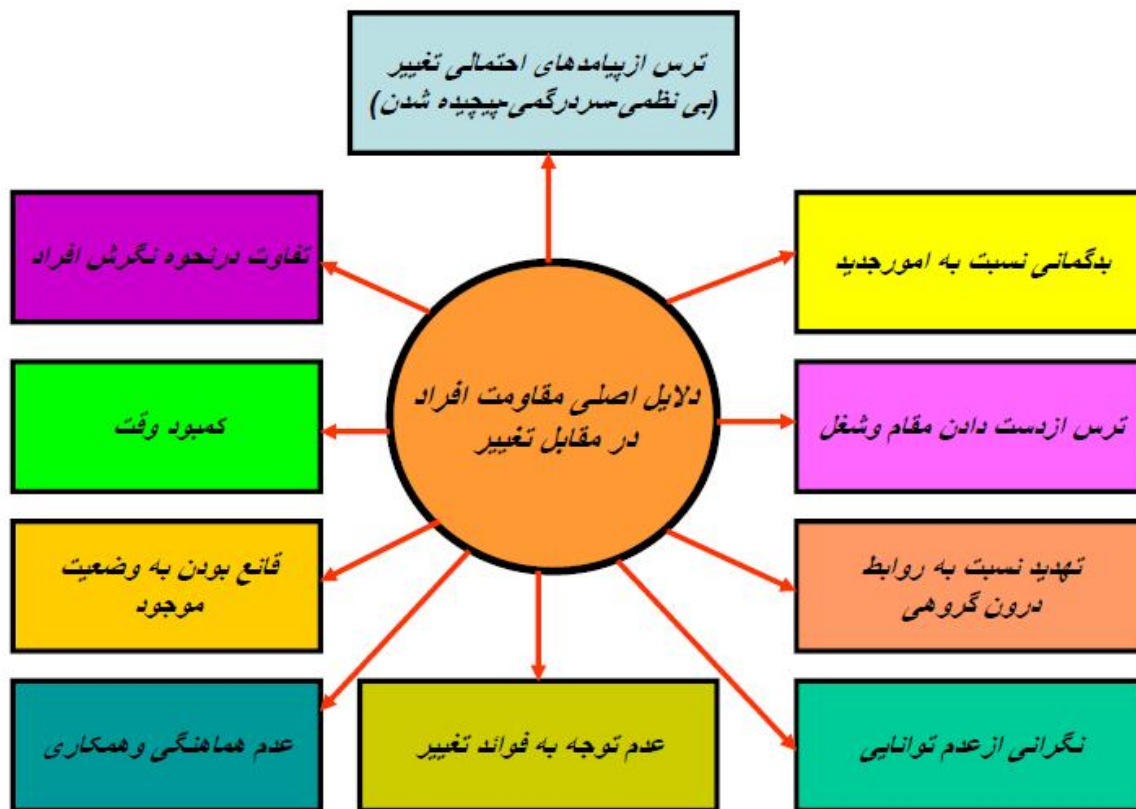 ترس ازپیامدهای احتمالی تغییر
(بی نظمی-سردرگمی-پیچیده شدن)
بدگمانی نسبت به امورجدید
تفاوت درنحوه نگرش افراد
دلایل اصلی مقاومت افراد
در مقابل تغییر
ترس ازدست دادن مقام وشغل
کمبود وقت
تهدید نسبت به روابط
درون گروهی
قانع بودن به وضعیت
موجود
نگرانی ازعدم توانایی
عدم توجه به فوائد تغییر
عدم هماهنگی وهمکاری